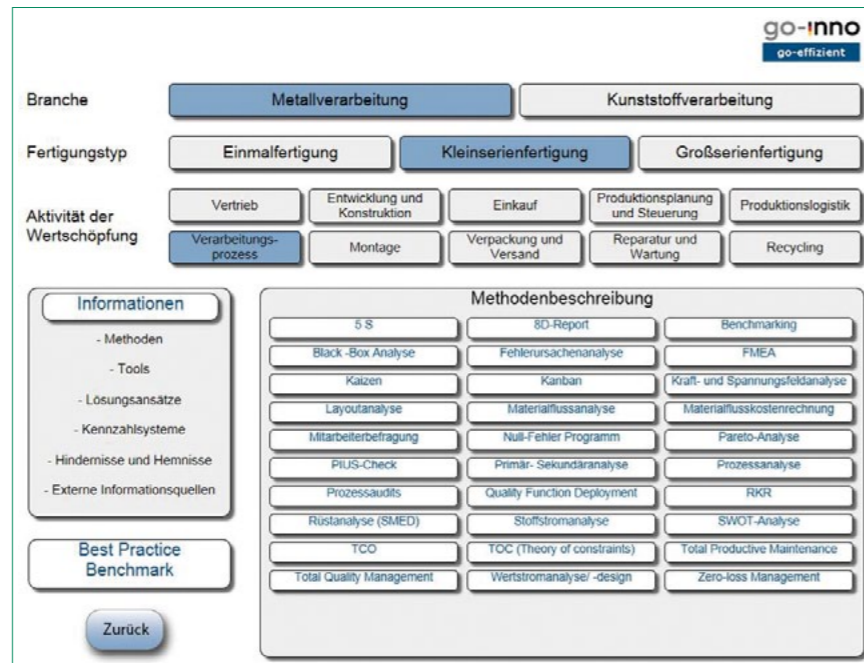 go-inno
go-effizient
Branche
Metallverarbeitung
Kunststoffverarbeitung
Fertigungstyp
Einmalfertigung
Kleinserienfertigung
Großserienfertigung
Aktivität der
Wertschöpfung
Vertrieb
Entwicklung und
Konstruktion
Einkauf
Produktionsplanung
und Steuerung
Produktionslogistik
Verarbeitungs-
prozess
Montage
Verpackung und
Versand
Reparatur und
Wartung
Recycling
Informationen
- Methoden
- Tools
- Lösungsansätze
- Kennzahlsysteme
- Hindernisse und Hemnisse
- Externe Informationsquellen
Best Practice
Benchmark
Zurück
Methodenbeschreibung
5 S
8D-Report
Benchmarking
Black -Box Analyse
Fehlerursachenanalyse
FMEA
Kaizen
Kanban
Kraft- und Spannungsfeldanalyse
Layoutanalyse
Materialflussanalyse
Materialflusskostenrechnung
Mitarbeiterbefragung
Null-Fehler Programm
Pareto-Analyse
PIUS-Check
Primär- Sekundäranalyse
Prozessanalyse
Prozessaudits
Quality Function Deployment
RKR
Rüstanalyse (SMED)
Stoffstromanalyse
SWOT-Analyse
TCO
TOC (Theory of constraints)
Total Productive Maintenance
Total Quality Management
Wertstromanalyse/ -design
Zero-loss Management